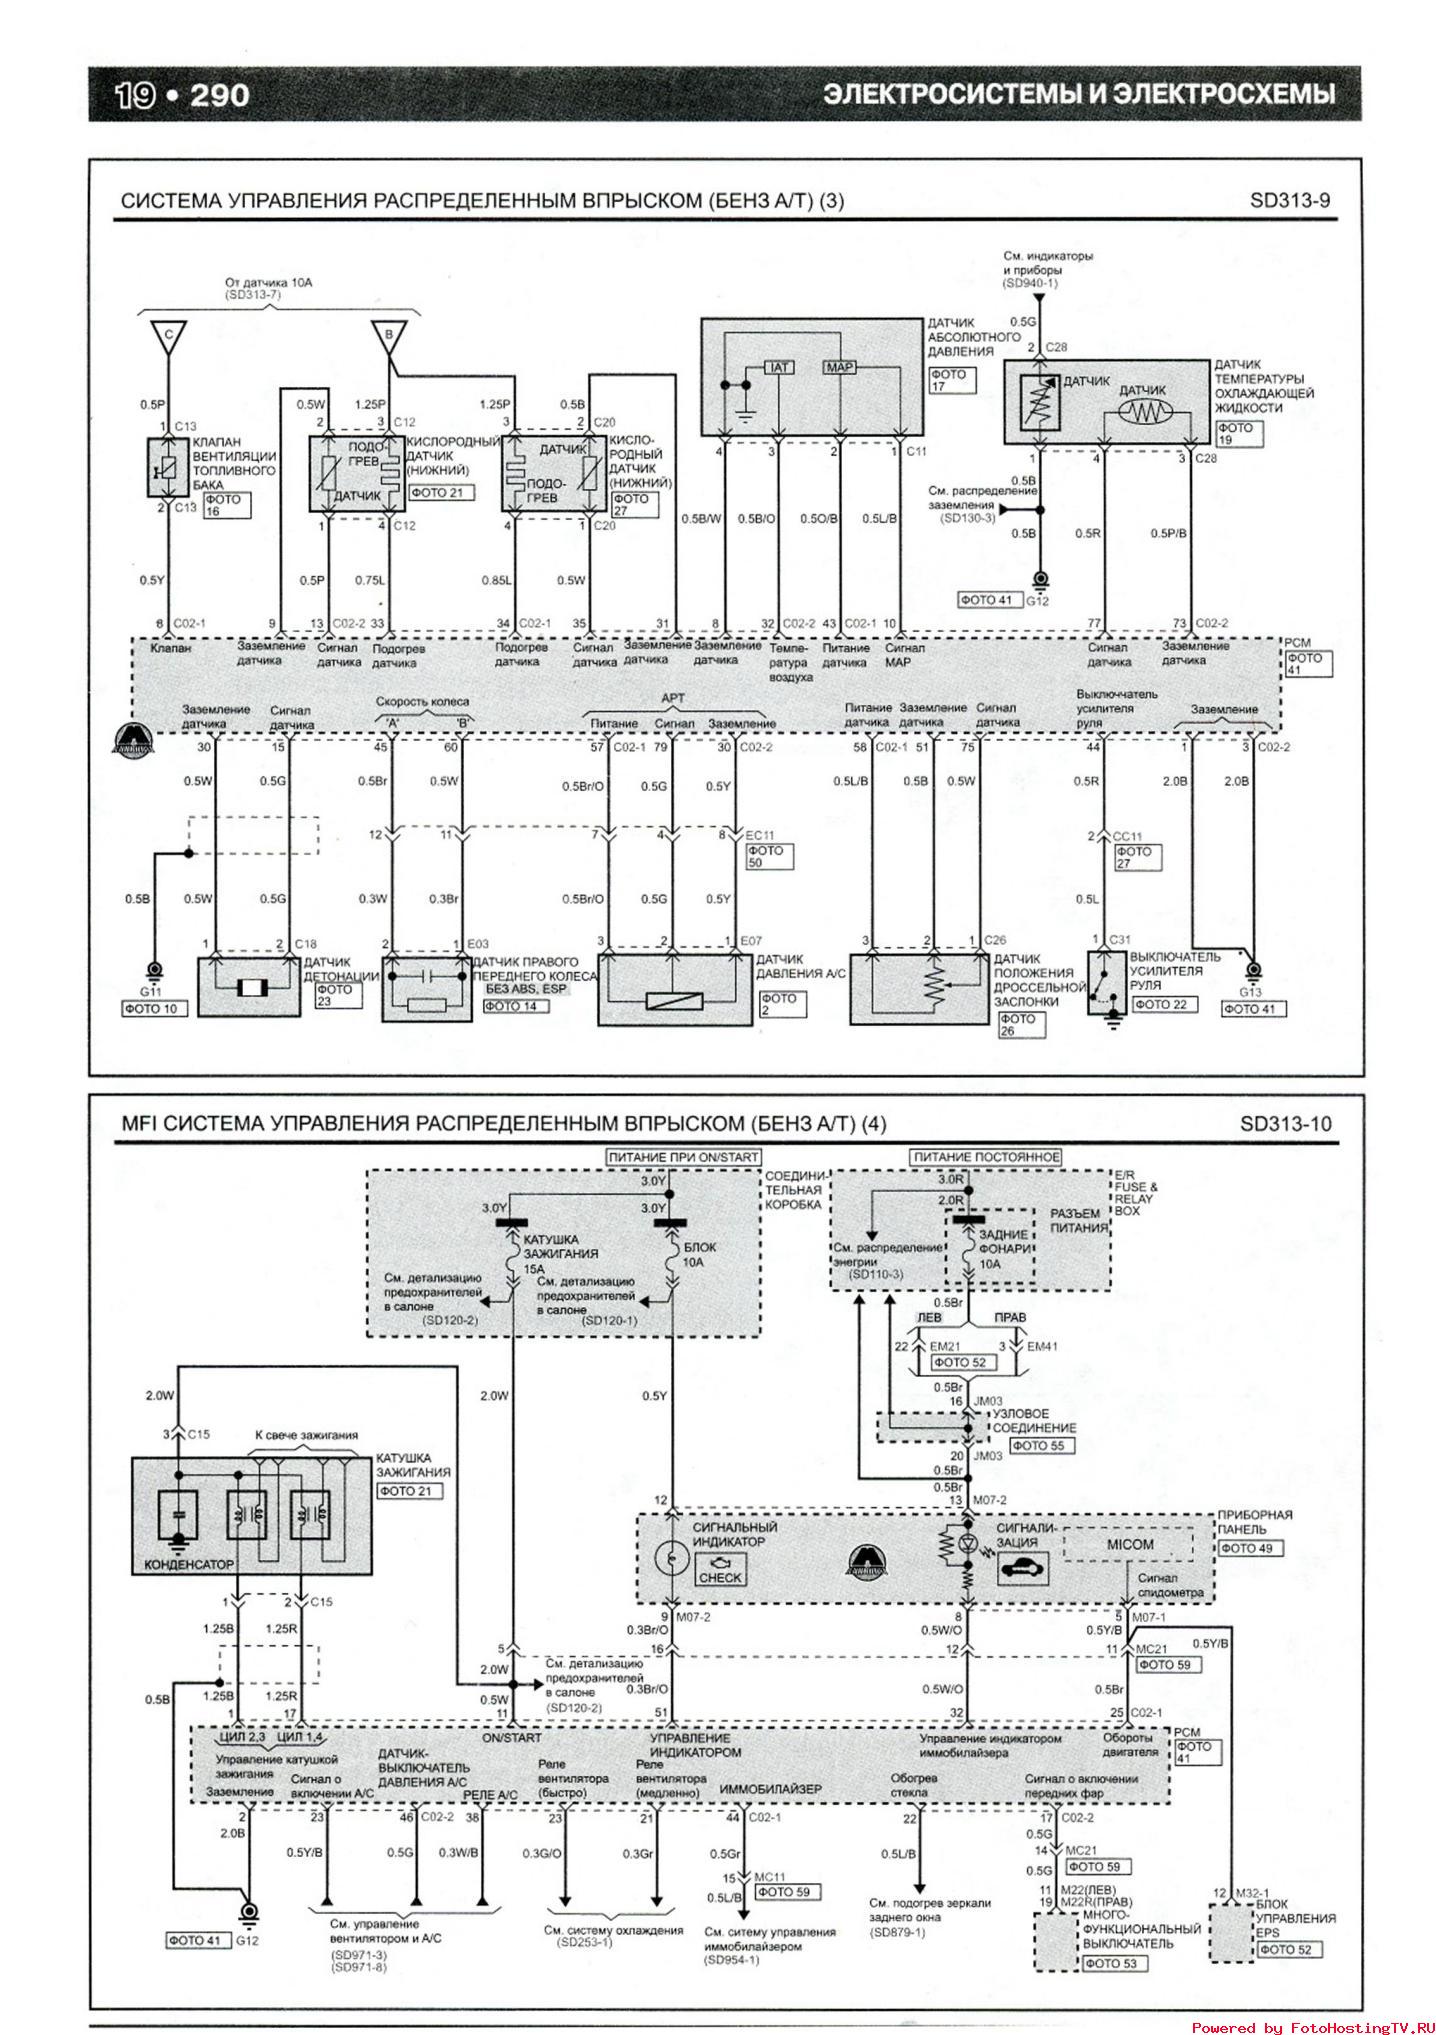 19 • 290
ЭЛЕКТРОСИСТЕМЫ И ЭЛЕКТРОСХЕМЫ
СИСТЕМА УПРАВЛЕНИЯ РАСПРЕДЕЛЕННЫМ ВПРЫСКОМ (БЕНЗ А/Т) (3)
SD313-9
От датчика 10А
(SD313-7)
C
B
См. индикаторы
и приборы
(SD940-1)
0.5P
0.5W
1.25P
1.25P
0.5B
0.5G
1 C13
2
3 C12
3
2 C20
2 C28
КЛАПАН
ВЕНТИЛЯЦИИ
ТОПЛИВНОГО
БАКА
ФОТО
16
2 C13
ПОДО-
ГРЕВ
ДАТЧИК
КИСЛОРОДНЫЙ
ДАТЧИК
(НИЖНИЙ)
ФОТО 21
1
4 C12
ДАТЧИК
ПОДО-
ГРЕВ
КИСЛО-
РОДНЫЙ
ДАТЧИК
(НИЖНИЙ)
ФОТО
27
4
1 C20
IAT
MAP
ДАТЧИК
АБСОЛЮТНОГО
ДАВЛЕНИЯ
ФОТО
17
4
3
2
1 C11
ДАТЧИК
ДАТЧИК
ДАТЧИК
ТЕМПЕРАТУРЫ
ОХЛАЖДАЮЩЕЙ
ЖИДКОСТИ
ФОТО
19
1
4
3 C28
0.5B
См. распределение
заземления
(SD130-3)
0.5B
ФОТО 41
G12
0.5Y
0.5P
0.75L
0.85L
0.5W
0.5B/W
0.5B/O
0.5O/B
0.5L/B
0.5R
0.5P/B
6 C02-1
9
13 C02-2
33
34 C02-1
35
31
8
32 C02-2
43 C02-1
10
77
73 C02-2
Клапан
Заземление
датчика
Сигнал
датчика
Подогрев
датчика
Подогрев
датчика
Сигнал
датчика
Заземление
датчика
Заземление
датчика
Темпе-
ратура
воздуха
Питание
датчика
Сигнал
МАР
Сигнал
датчика
Заземление
датчика
PCM
ФОТО
41
Заземление
датчика
Сигнал
датчика
Скорость колеса
'A'
'B'
АРТ
Питание
Сигнал
Заземление
Питание
датчика
Заземление
датчика
Сигнал
датчика
Выключчатель
усилителя
руля
Заземление
30
15
45
60
57 C02-1
79
30 C02-2
58 C02-1
51
75
44
1
3 C02-2
0.5W
0.5G
0.5Br
0.5W
0.5Br/O
0.5G
0.5Y
0.5L/B
0.5B
0.5W
0.5R
2.0B
2.0B
12
11
7
4
8 EC11
ФОТО
50
2 CC11
ФОТО
27
0.5B
0.5W
0.5G
0.3W
0.3Br
0.5Br/O
0.5G
0.5Y
0.5L
1
2 C18
2
1 E03
3
2
1 E07
3
2
1 C26
1 C31
G11
ФОТО 10
ДАТЧИК
ДЕТОНАЦИИ
ФОТО
23
ДАТЧИК ПРАВОГО
ПЕРЕДНЕГО КОЛЕСА
БЕЗ ABS, ESP
ФОТО 14
ДАТЧИК
ДАВЛЕНИЯ A/C
ФОТО
2
ДАТЧИК
ПОЛОЖЕНИЯ
ДРОССЕЛЬНОЙ
ЗАСЛОНКИ
ФОТО
26
ВЫКЛЮЧАТЕЛЬ
УСИЛИТЕЛЯ
РУЛЯ
ФОТО 22
G13
ФОТО 41
MFI СИСТЕМА УПРАВЛЕНИЯ РАСПРЕДЕЛЕННЫМ ВПРЫСКОМ (БЕНЗ А/Т) (4)
SD313-10
ПИТАНИЕ ПРИ ON/START
ПИТАНИЕ ПОСТОЯННОЕ
3.0Y
3.0Y
3.0Y
КАТУШКА
ЗАЖИГАНИЯ
15А
БЛОК
10А
СОЕДИНИ-
ТЕЛЬНАЯ
КОРОБКА
См. детализацию
предохранителей
в салоне
(SD120-2)
См. детализацию
предохранителей
в салоне
(SD120-1)
3.0R
2.0R
См. распределение
энегрии
(SD110-3)
ЗАДНИЕ
ФОНАРИ
10А
РАЗЪЕМ
ПИТАНИЯ
E/R
FUSE &
RELAY
BOX
0.5Br
ЛЕВ
ПРАВ
22 EM21
3 EM41
ФОТО 52
0.5Br
16 JM03
УЗЛОВОЕ
СОЕДИНЕНИЕ
ФОТО 55
20 JM03
0.5Br
0.5Br
13 M07-2
2.0W
2.0W
0.5Y
3 C15
К свече зажигания
КАТУШКА
ЗАЖИГАНИЯ
ФОТО 21
КОНДЕНСАТОР
12
СИГНАЛЬНЫЙ
ИНДИКАТОР
CHECK
СИГНАЛИ-
ЗАЦИЯ
MICOM
Сигнал
спидометра
ПРИБОРНАЯ
ПАНЕЛЬ
ФОТО 49
1
2 C15
9 M07-2
8
5 M07-1
1.25B
1.25R
0.3Br/O
0.5W/O
0.5Y/B
0.5Y/B
5
16
12
11 MC21
ФОТО 59
2.0W
См. детализацию
предохранителей
в салоне
(SD120-2)
0.5B
1.25B
1.25R
0.5W
0.3Br/O
0.5W/O
0.5Br
1
17
11
51
32
25 C02-1
ЦИЛ 2,3
ЦИЛ 1,4
Управление катушкой
зажигания
Заземление
Сигнал о
включении A/C
ДАТЧИК-
ВЫКЛЮЧАТЕЛЬ
ДАВЛЕНИЯ A/C
РЕЛЕ A/C
ON/START
Реле
вентилятора
(быстро)
УПРАВЛЕНИЕ
ИНДИКАТОРОМ
Реле
вентилятора
(медленно)
ИММОБИЛАЙЗЕР
Управление индикатором
иммобилайзера
Обогрев
стекла
Обороты
двигателя
Сигнал о включении
передних фар
PCM
ФОТО
41
2
23
46 C02-2
38
23
21
44 C02-1
22
17 C02-2
2.0B
0.5Y/B
0.5G
0.3W/B
0.3G/O
0.3Gr
0.5Gr
0.5L/B
0.5G
15 MC11
ФОТО 59
0.5L/B
14 MC21
ФОТО 59
0.5G
11 M22(ЛЕВ)
19 M22R(ПРАВ)
МНОГО-
ФУНКЦИОНАЛЬНЫЙ
ВЫКЛЮЧАТЕЛЬ
ФОТО 53
12 M32-1
БЛОК
УПРАВЛЕНИЯ
EPS
ФОТО 52
ФОТО 41
G12
См. управление
вентилятором и A/C
(SD971-3)
(SD971-8)
См. систему охлаждения
(SD253-1)
См. ситему управления
иммобилайзером
(SD954-1)
См. подогрев зеркали
заднего окна
(SD879-1)
Powered by FotoHostingTV.RU